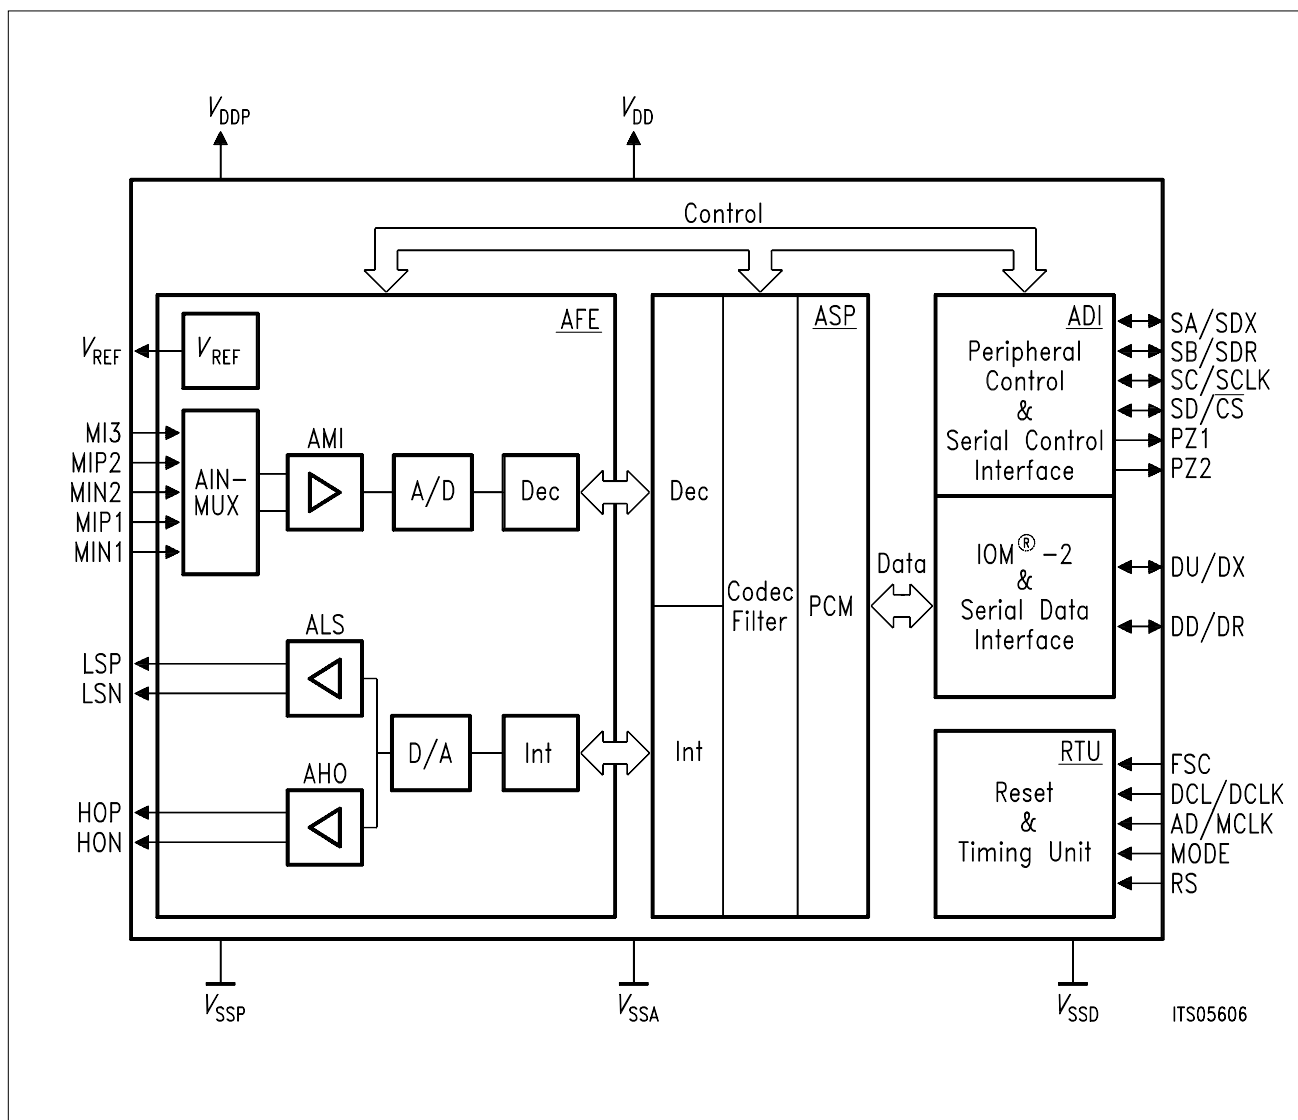 VDDP
VDD
Control
AFE
ASP
ADI
VREF
VREF
Peripheral
Control
&
Serial Control
Interface
SA/SDX
SB/SDR
SC/SCLK
SD/C̅S̅
PZ1
PZ2
MI3
MIP2
MIN2
MIP1
MIN1
AIN-
MUX
AMI
A/D
Dec
Dec
Codec
Filter
PCM
Data
IOM®-2
&
Serial Data
Interface
DU/DX
DD/DR
ALS
LSP
LSN
D/A
Int
Int
AHO
HOP
HON
RTU
Reset
&
Timing Unit
FSC
DCL/DCLK
AD/MCLK
MODE
RS
VSSP
VSSA
VSSD
ITS05606